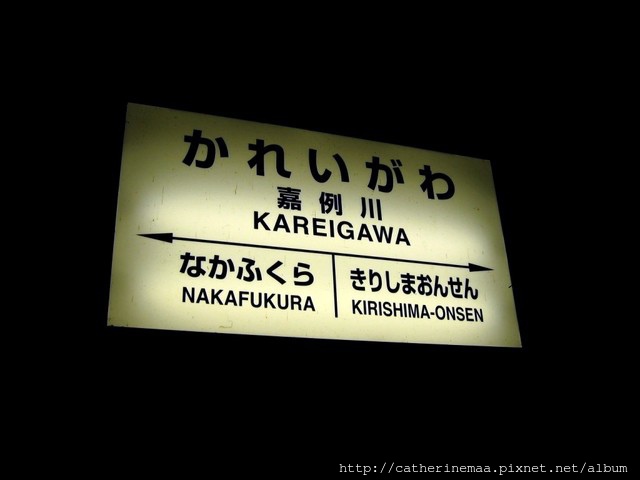 かれいがわ
嘉例川
KAREIGAWA
なかふくら
NAKAFUKURA
きりしまおんせん
KIRISHIMA-ONSEN
http://catherinemaa.pixnet.net/album